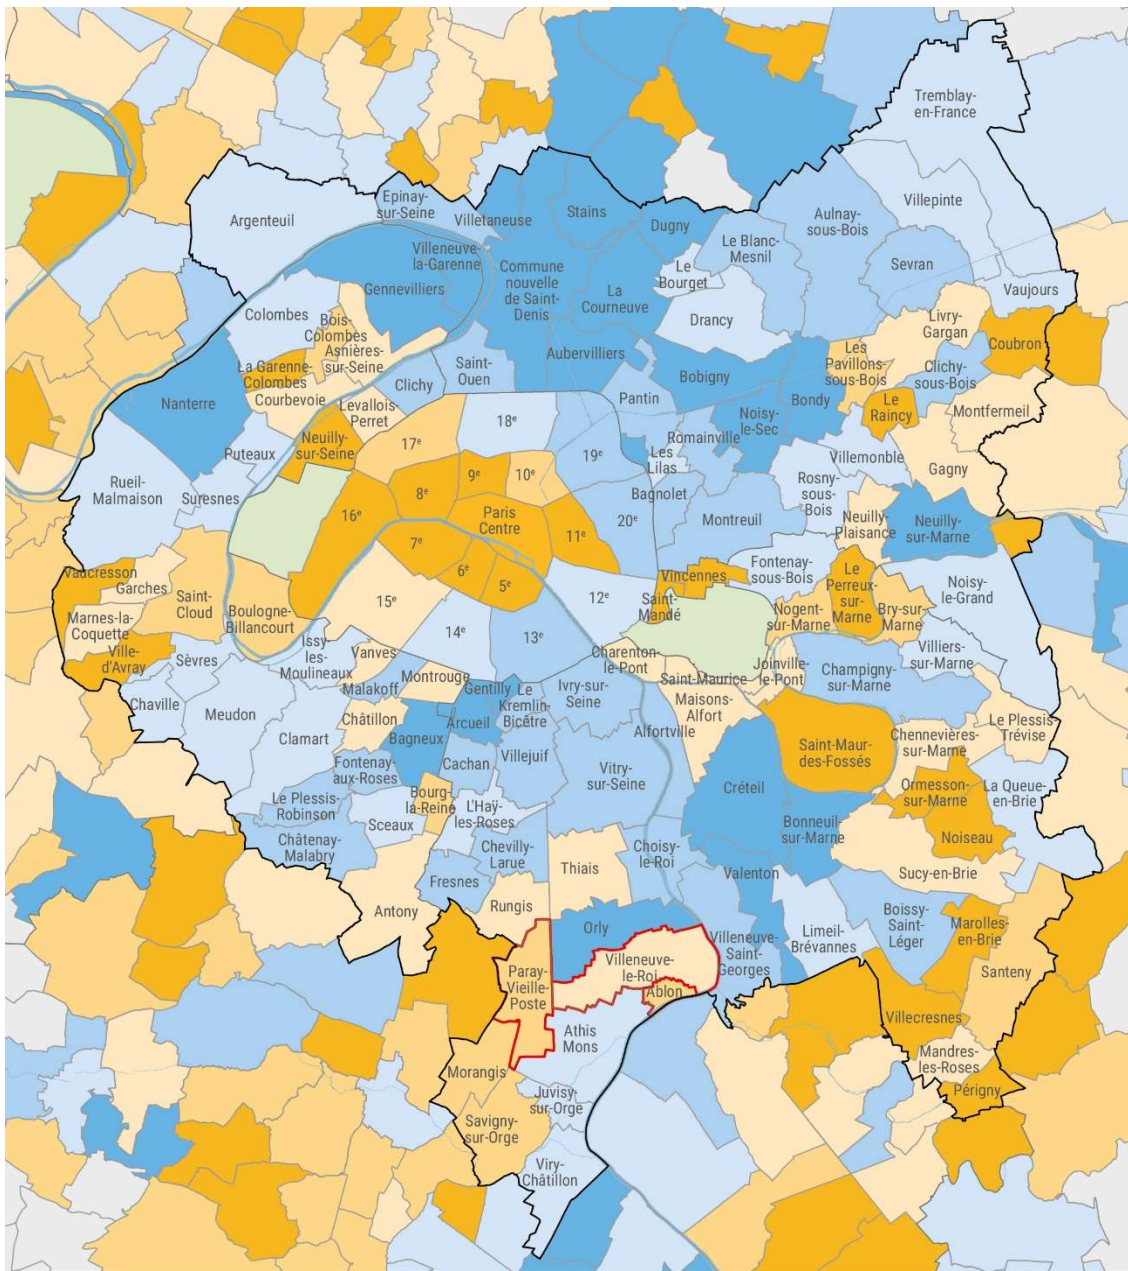 Tremblay-
en-France
Epinay-
sur-Seine
Villetaneuse
Stains
Argenteuil
Dugny
Aulnay-
sous-Bois
Villepinte
Villeneuve-
la-Garenne
Le Blanc-
Mesnil
Gennevilliers
Commune
nouvelle
de Saint-
Denis
Le
Bourget
Sevran
La
Courneuve
Vaujours
Colombes
Drancy
Livry-
Gargan
Bois-
Colombes
Asnières-
sur-Seine
Coubron
La Garenne-
Colombes
Saint-
Ouen
Aubervilliers
Les
Pavillons-
sous-Bois
Clichy-
sous-Bois
Courbevoie
Clichy
Bobigny
Nanterre
Levallois-
Perret
Pantin
Bondy
Le
Raincy
Montfermeil
Noisy-
le-Sec
Neuilly-
sur-Seine
17e
18e
Romainville
Puteaux
19e
Les
Lilas
Villemonble
Gagny
Rueil-
Malmaison
Suresnes
8e
9e
10e
Bagnolet
Rosny-
sous-
Bois
16e
Paris
Centre
20e
Montreuil
Neuilly-
Plaisance
Neuilly-
sur-Marne
7e
11e
Fontenay-
sous-Bois
Vaucresson
Garches
6e
5e
Vincennes
Le
Perreux-
sur-
Marne
Noisy-
le-Grand
Saint-
Cloud
15e
12e
Saint-
Mandé
Marnes-la-
Coquette
Boulogne-
Billancourt
Nogent-
sur-Marne
Bry-sur-
Marne
Ville-
d'Avray
Issy-
les-
Moulineaux
14e
13e
Sèvres
Vanves
Charenton-
le-Pont
Villiers-
sur-Marne
Malakoff
Montrouge
Saint-Maurice
Joinville-
le-Pont
Champigny-
sur-Marne
Chaville
Gentilly
Le
Kremlin-
Bicêtre
Ivry-sur-
Seine
Maisons-
Alfort
Meudon
Châtillon
Arcueil
Alfortville
Le Plessis-
Trévise
Clamart
Bagneux
Chennevières-
sur-Marne
Fontenay-
aux-Roses
Cachan
Villejuif
Saint-Maur-
des-Fossés
Vitry-
sur-Seine
Ormesson-
sur-Marne
La Queue-
en-Brie
Le Plessis-
Robinson
Bourg-
la-Reine
Créteil
Sceaux
L'Haÿ-
les-Roses
Bonneuil-
sur-Marne
Noiseau
Châtenay-
Malabry
Chevilly-
Larue
Choisy-
le-Roi
Thiais
Valenton
Sucy-en-Brie
Fresnes
Antony
Rungis
Orly
Boissy-
Saint-
Léger
Marolles-
en-Brie
Villeneuve-
Saint-
Georges
Limeil-
Brévannes
Villeneuve-
le-Roi
Paray-
Vieille-
Poste
Santeny
Ablon
Villecresnes
Athis
Mons
Mandres-
les-Roses
Morangis
Juvisy-
sur-Orge
Périgny
Savigny-
sur-Orge
Viry-
Châtillon